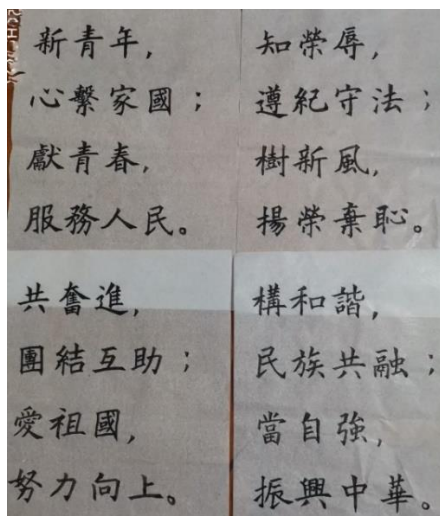 新青年,
心繫家國；
獻青春,
服務人民。
知榮辱,
遵紀守法；
樹新風,
揚榮棄恥。
共奮進,
團結互助；
愛祖國,
努力向上。
構和諧,
民族共融；
當自強,
振興中華。